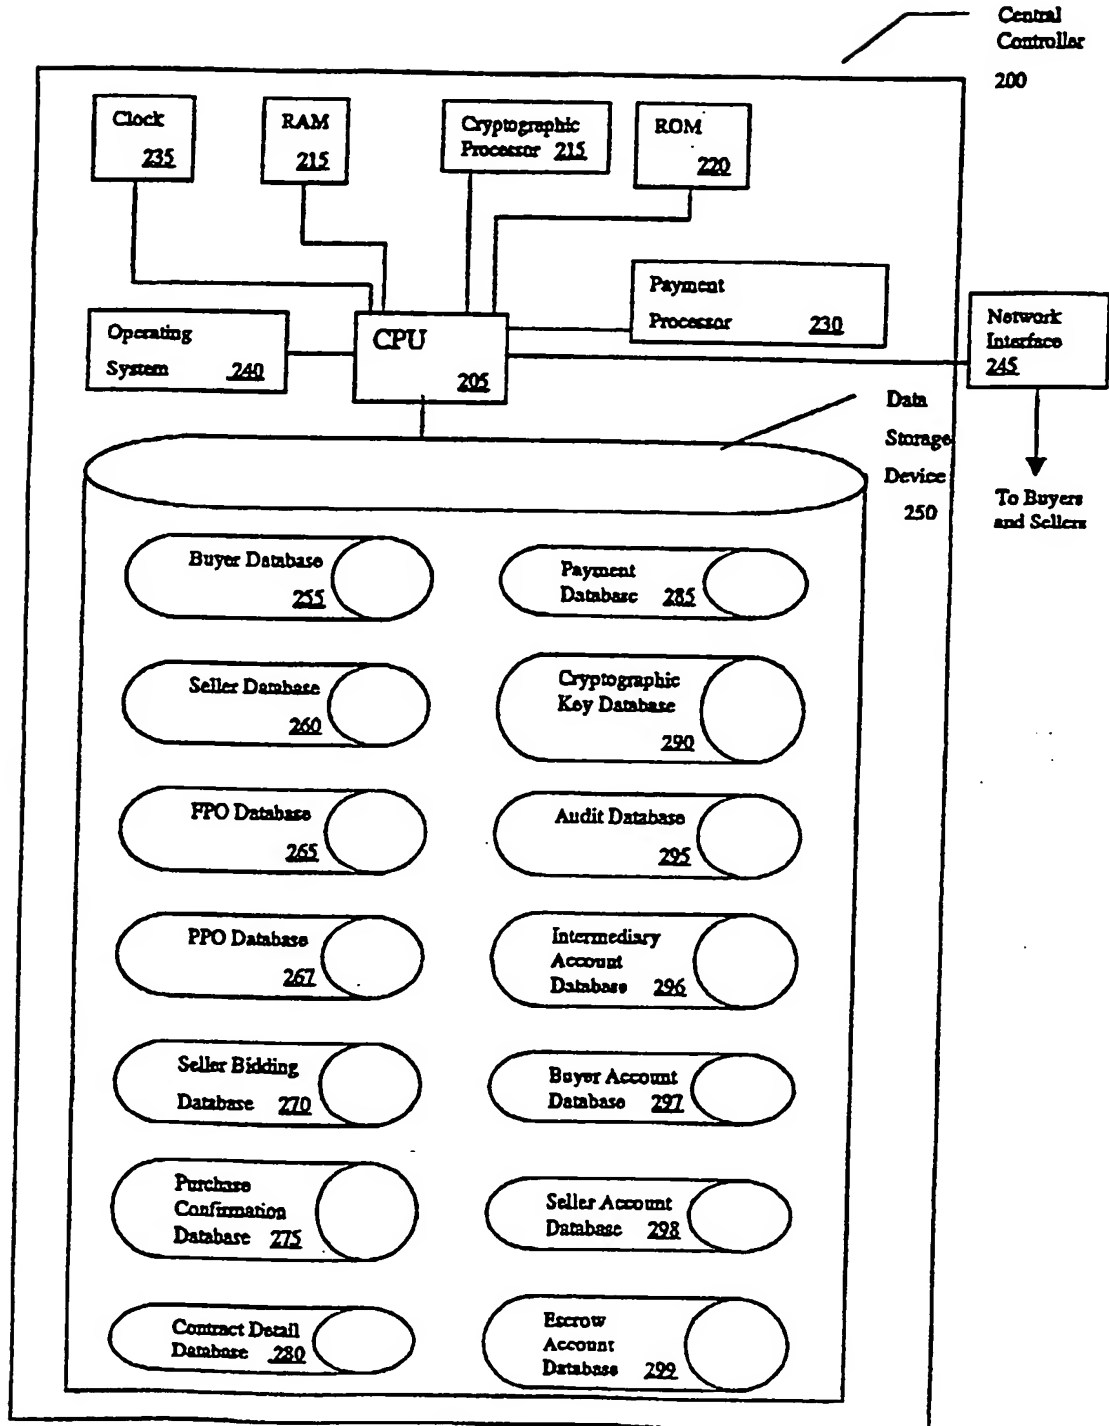 Central
Controller
200
Clock
235
RAM
215
Cryptographic
Processor 215
ROM
220
Payment
Processor 230
Operating
System 240
CPU
205
Network
Interface
245
Data
Storage
Device
250
To Buyers
and Sellers
Buyer Database
255
Payment
Database 285
Seller Database
260
Cryptographic
Key Database
290
FPO Database
265
Audit Database
295
PPO Database
267
Intermediary
Account
Database 296
Seller Bidding
Database 270
Buyer Account
Database 297
Purchase
Confirmation
Database 275
Seller Account
Database 298
Contract Detail
Database 280
Escrow
Account
Database 299